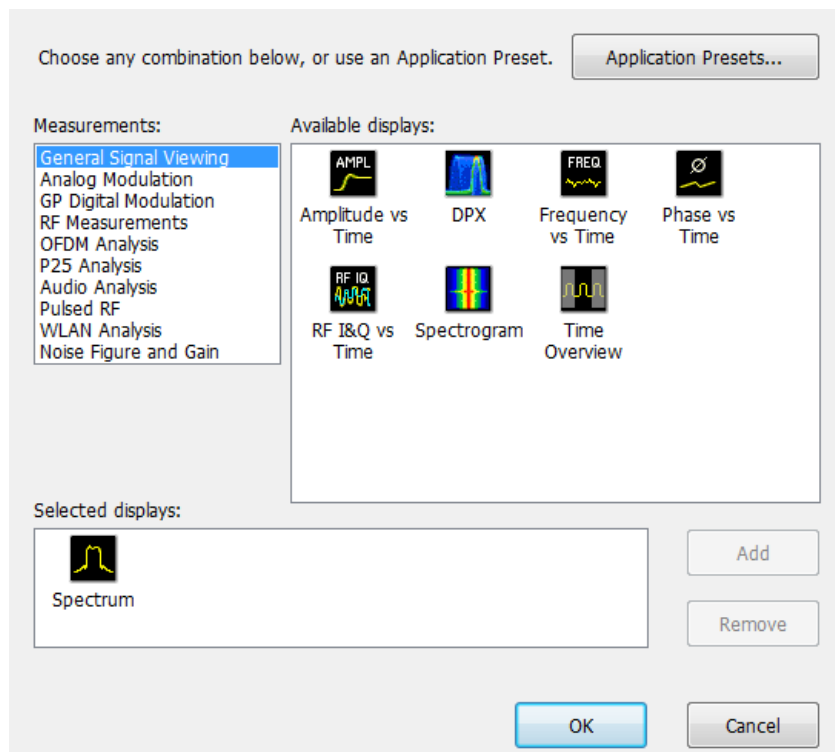 Choose any combination below, or use an Application Preset.
Application Presets...
Measurements:
Available displays:
General Signal Viewing
Analog Modulation
GP Digital Modulation
RF Measurements
OFDM Analysis
P25 Analysis
Audio Analysis
Pulsed RF
WLAN Analysis
Noise Figure and Gain
AMPL
FREQ
Ø
Amplitude vs
Time
DPX
Frequency
vs Time
Phase vs
Time
RF IQ
RF I&Q vs
Time
Spectrogram
Time
Overview
Selected displays:
Spectrum
Add
Remove
OK
Cancel